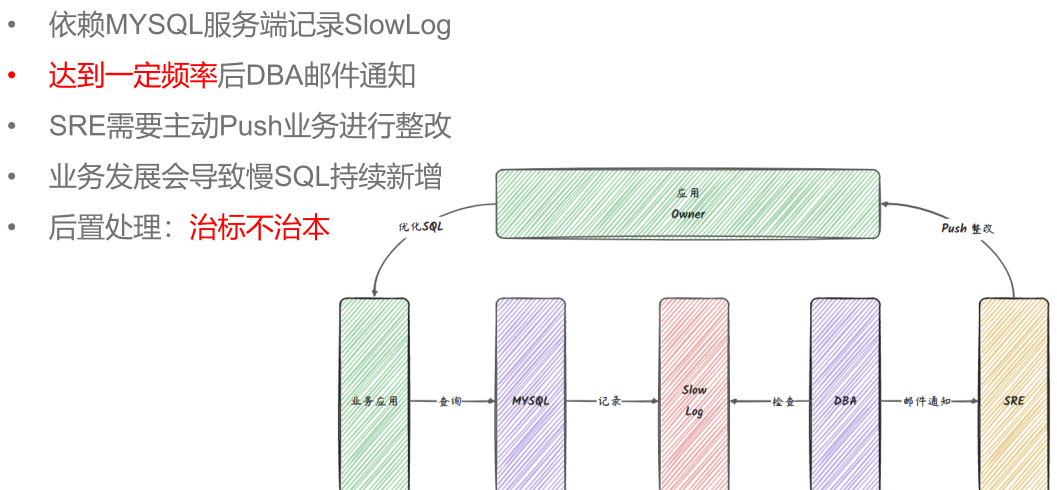 依赖MYSQL服务端记录SlowLog
达到一定频率后DBA邮件通知
SRE需要主动Push业务进行整改
业务发展会导致慢SQL持续新增
后置处理：治标不治本
应用
Owner
优化SQL
Push 整改
业务应用
查询
MYSQL
记录
Slow
Log
检查
DBA
邮件通知
SRE